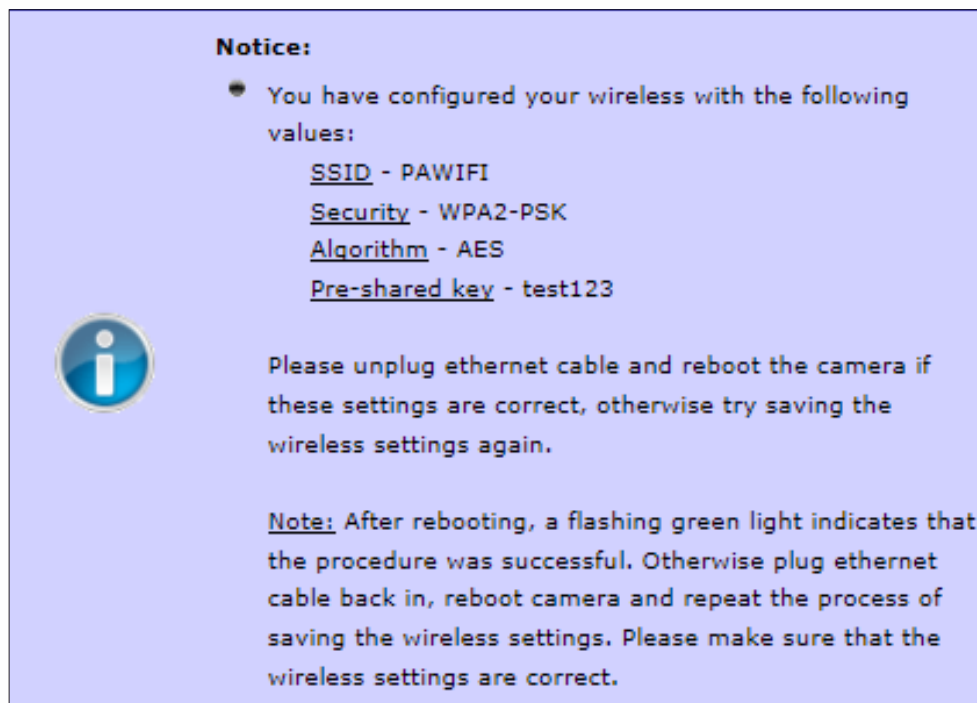 Notice:
You have configured your wireless with the following
values:
SSID - PAWIFI
Security - WPA2-PSK
Algorithm - AES
Pre-shared key - test123
Please unplug ethernet cable and reboot the camera if
these settings are correct, otherwise try saving the
wireless settings again.
Note: After rebooting, a flashing green light indicates that
the procedure was successful. Otherwise plug ethernet
cable back in, reboot camera and repeat the process of
saving the wireless settings. Please make sure that the
wireless settings are correct.